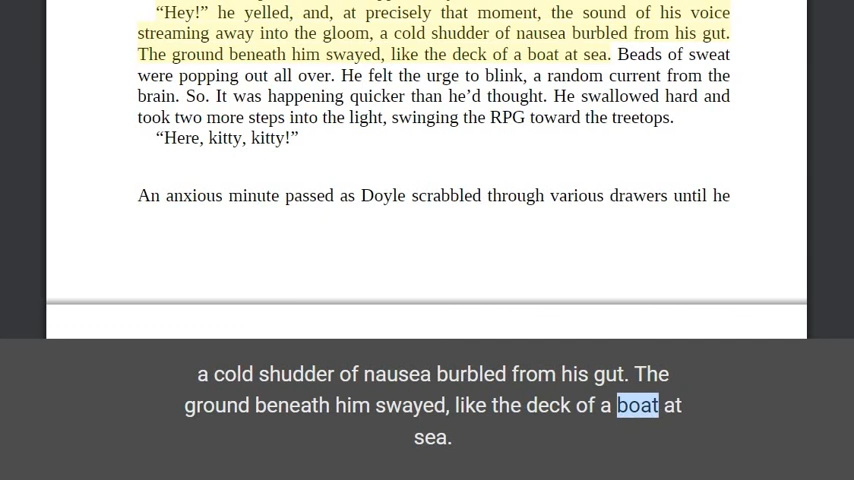 “Hey!” he yelled, and, at precisely that moment, the sound of his voice
streaming away into the gloom, a cold shudder of nausea burbled from his gut.
The ground beneath him swayed, like the deck of a boat at sea. Beads of sweat
were popping out all over. He felt the urge to blink, a random current from the
brain. So. It was happening quicker than he’d thought. He swallowed hard and
took two more steps into the light, swinging the RPG toward the treetops.
“Here, kitty, kitty!”
An anxious minute passed as Doyle scrabbled through various drawers until he
a cold shudder of nausea burbled from his gut. The
ground beneath him swayed, like the deck of a boat at
sea.